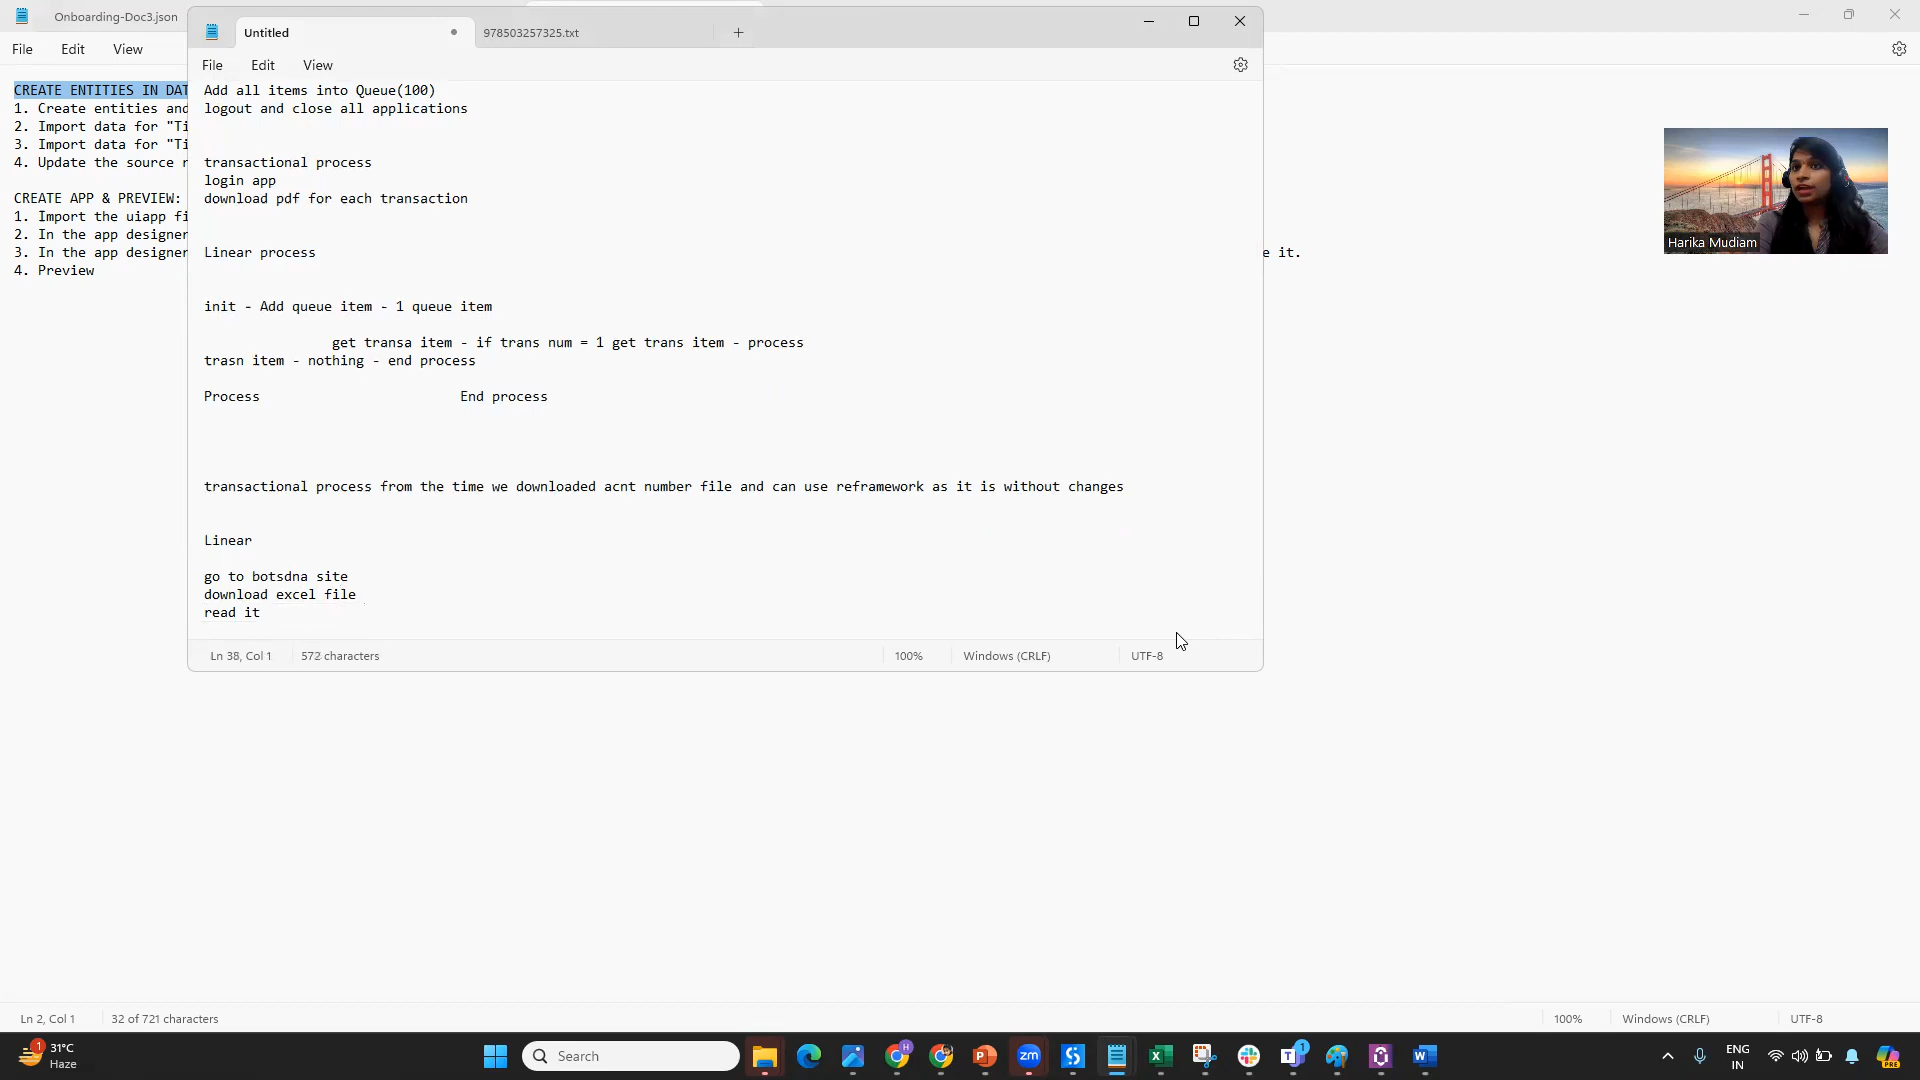 Onboarding-Doc3.json
File Edit View
CREATE ENTITIES IN DAT
1. Create entities and
2. Import data for "Ti
3. Import data for "Ti
4. Update the source r
CREATE APP & PREVIEW:
1. Import the uiapp fi
2. In the app designer
3. In the app designer
e it.
4. Preview
Untitled
978503257325.txt
File Edit View
Add all items into Queue(100)
logout and close all applications
transactional process
login app
download pdf for each transaction
Linear process
init - Add queue item - 1 queue item
get transa item - if trans num = 1 get trans item - process
trasn item - nothing - end process
Process End process
transactional process from the time we downloaded acnt number file and can use reframework as it is without changes
Linear
go to botsdna site
download excel file
read it
Ln 38, Col 1 572 characters 100% Windows (CRLF) UTF-8
Harika Mudiam
Ln 2, Col 1 32 of 721 characters 100% Windows (CRLF) UTF-8
1
31°C
Haze
Search
H
P
zm
X
T
1
W
ENG
IN
PRE